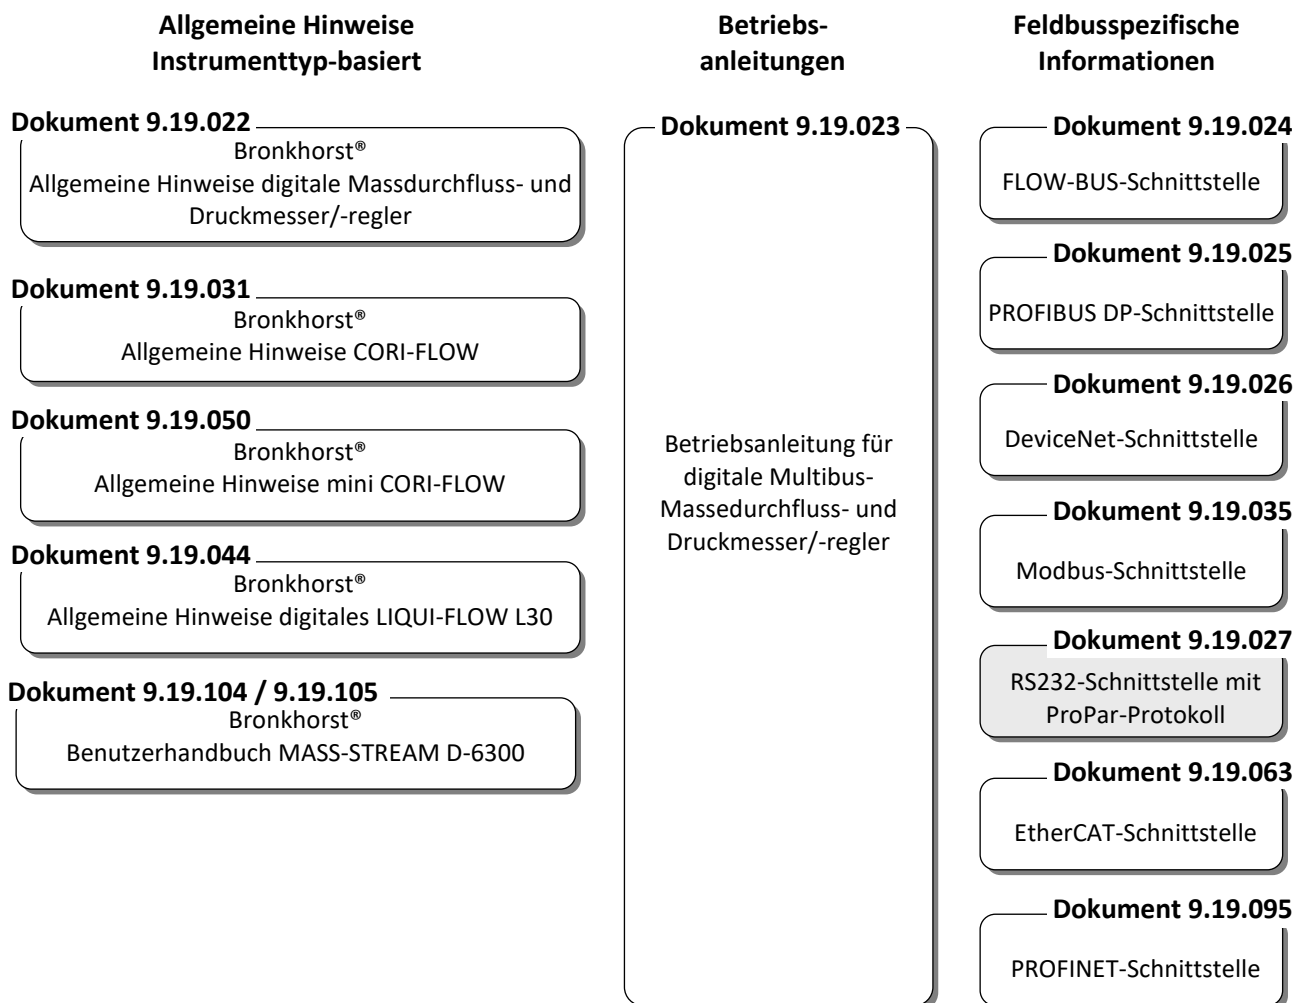 Allgemeine Hinweise
Instrumenttyp-basiert
Dokument 9.19.022
Bronkhorst®
Allgemeine Hinweise digitale Massdurchfluss- und
Druckmesser/-regler
Dokument 9.19.031
Bronkhorst®
Allgemeine Hinweise CORI-FLOW
Dokument 9.19.050
Bronkhorst®
Allgemeine Hinweise mini CORI-FLOW
Dokument 9.19.044
Bronkhorst®
Allgemeine Hinweise digitales LIQUI-FLOW L30
Dokument 9.19.104 / 9.19.105
Bronkhorst®
Benutzerhandbuch MASS-STREAM D-6300
Betriebs-
anleitungen
Dokument 9.19.023
Betriebsanleitung für
digitale Multibus-
Massedurchfluss- und
Druckmesser/-regler
Feldbusspezifische
Informationen
Dokument 9.19.024
FLOW-BUS-Schnittstelle
Dokument 9.19.025
PROFIBUS DP-Schnittstelle
Dokument 9.19.026
DeviceNet-Schnittstelle
Dokument 9.19.035
Modbus-Schnittstelle
Dokument 9.19.027
RS232-Schnittstelle mit
ProPar-Protokoll
Dokument 9.19.063
EtherCAT-Schnittstelle
Dokument 9.19.095
PROFINET-Schnittstelle